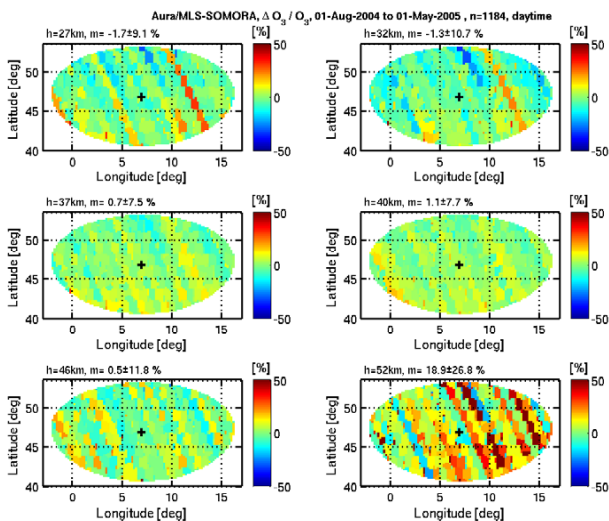 Aura/MLS-SOMORA, Δ O3 / O3, 01-Aug-2004 to 01-May-2005 , n=1184, daytime
h=27km, m= -1.7±9.1 %
[%]
50
0
-50
50
45
40
Latitude [deg]
0 5 10 15
Longitude [deg]
h=32km, m= -1.3±10.7 %
[%]
50
0
-50
50
45
40
Latitude [deg]
0 5 10 15
Longitude [deg]
h=37km, m= 0.7±7.5 %
[%]
50
0
-50
50
45
40
Latitude [deg]
0 5 10 15
Longitude [deg]
h=40km, m= 1.1±7.7 %
[%]
50
0
-50
50
45
40
Latitude [deg]
0 5 10 15
Longitude [deg]
h=46km, m= 0.5±11.8 %
[%]
50
0
-50
50
45
40
Latitude [deg]
0 5 10 15
Longitude [deg]
h=52km, m= 18.9±26.8 %
[%]
50
0
-50
50
45
40
Latitude [deg]
0 5 10 15
Longitude [deg]